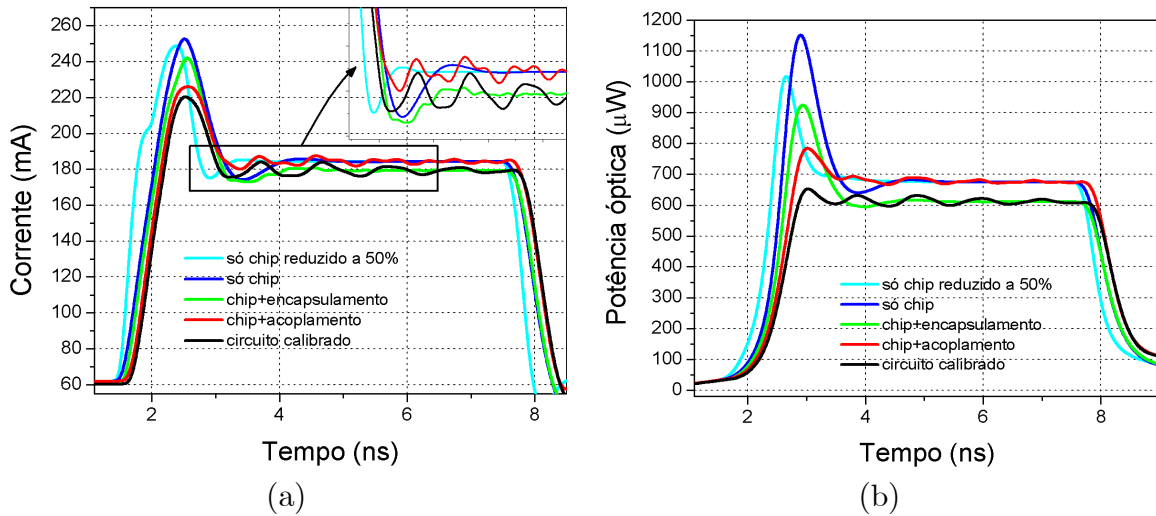 260
240
220
200
180
160
140
120
100
80
60
Corrente (mA)
só chip reduzido a 50%
só chip
chip+encapsulamento
chip+acoplamento
circuito calibrado
2 4 6 8
Tempo (ns)
(a)
1200
1100
1000
900
800
700
600
500
400
300
200
100
0
Potência óptica (μW)
só chip reduzido a 50%
só chip
chip+encapsulamento
chip+acoplamento
circuito calibrado
2 4 6 8
Tempo (ns)
(b)